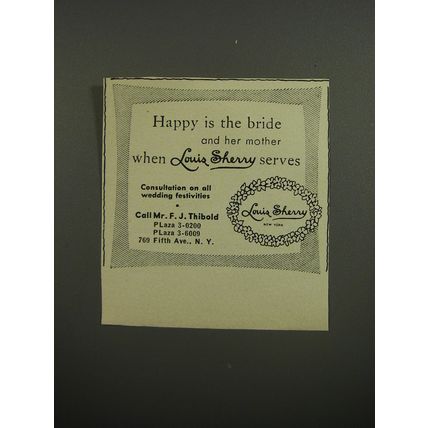 Happy is the bride
and her mother
when Louis Sherry serves
Consultation on all
wedding festivities
•
Call Mr. F. J. Thibold
PLaza 3-0200
PLaza 3-6009
769 Fifth Ave., N. Y.
Louis Sherry
NEW YORK